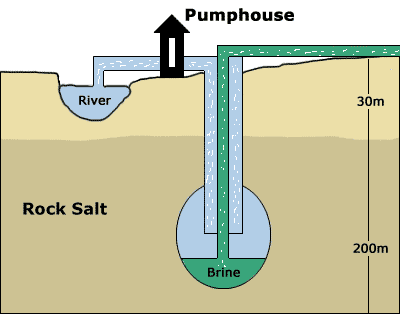 Pumphouse
River
30m
Rock Salt
200m
Brine